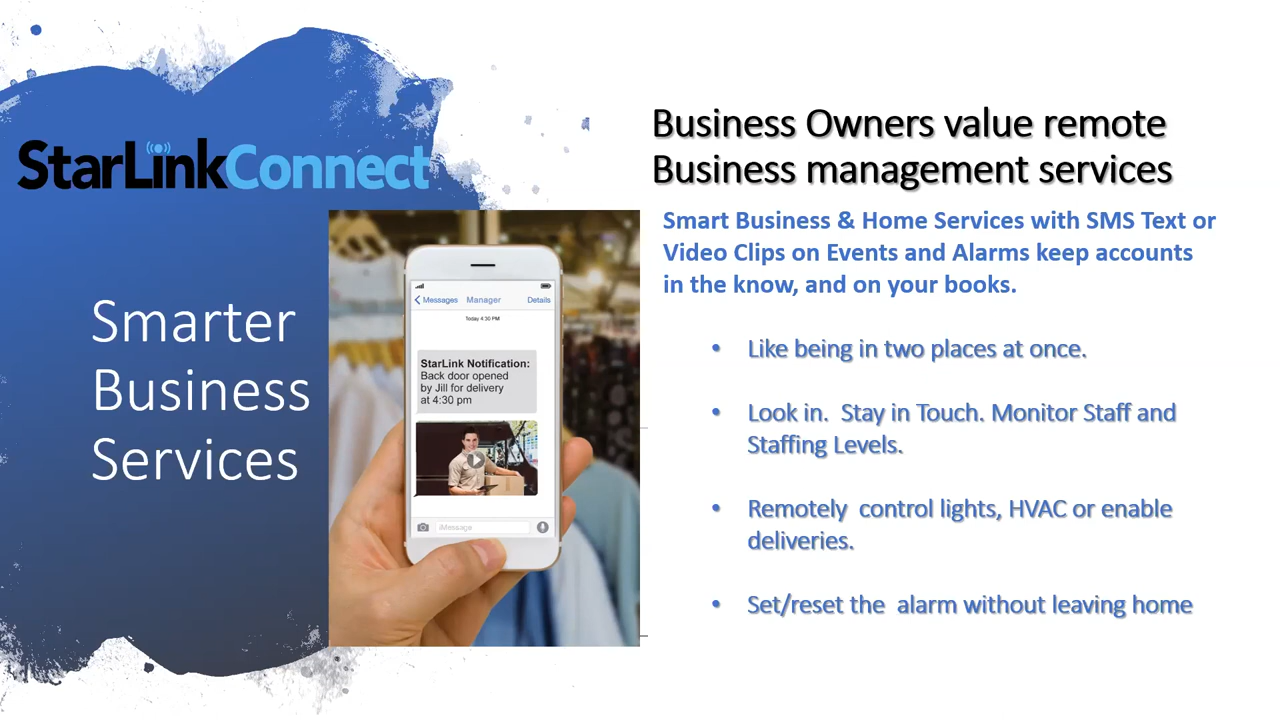 StarLinkConnect
Smarter
Business
Services
Messages Manager Details
Today 4:30 PM
StarLink Notification:
Back door opened
by Jill for delivery
at 4:30 pm
iMessage
Business Owners value remote
Business management services
Smart Business & Home Services with SMS Text or
Video Clips on Events and Alarms keep accounts
in the know, and on your books.
• Like being in two places at once.
• Look in. Stay in Touch. Monitor Staff and
Staffing Levels.
• Remotely control lights, HVAC or enable
deliveries.
• Set/reset the alarm without leaving home